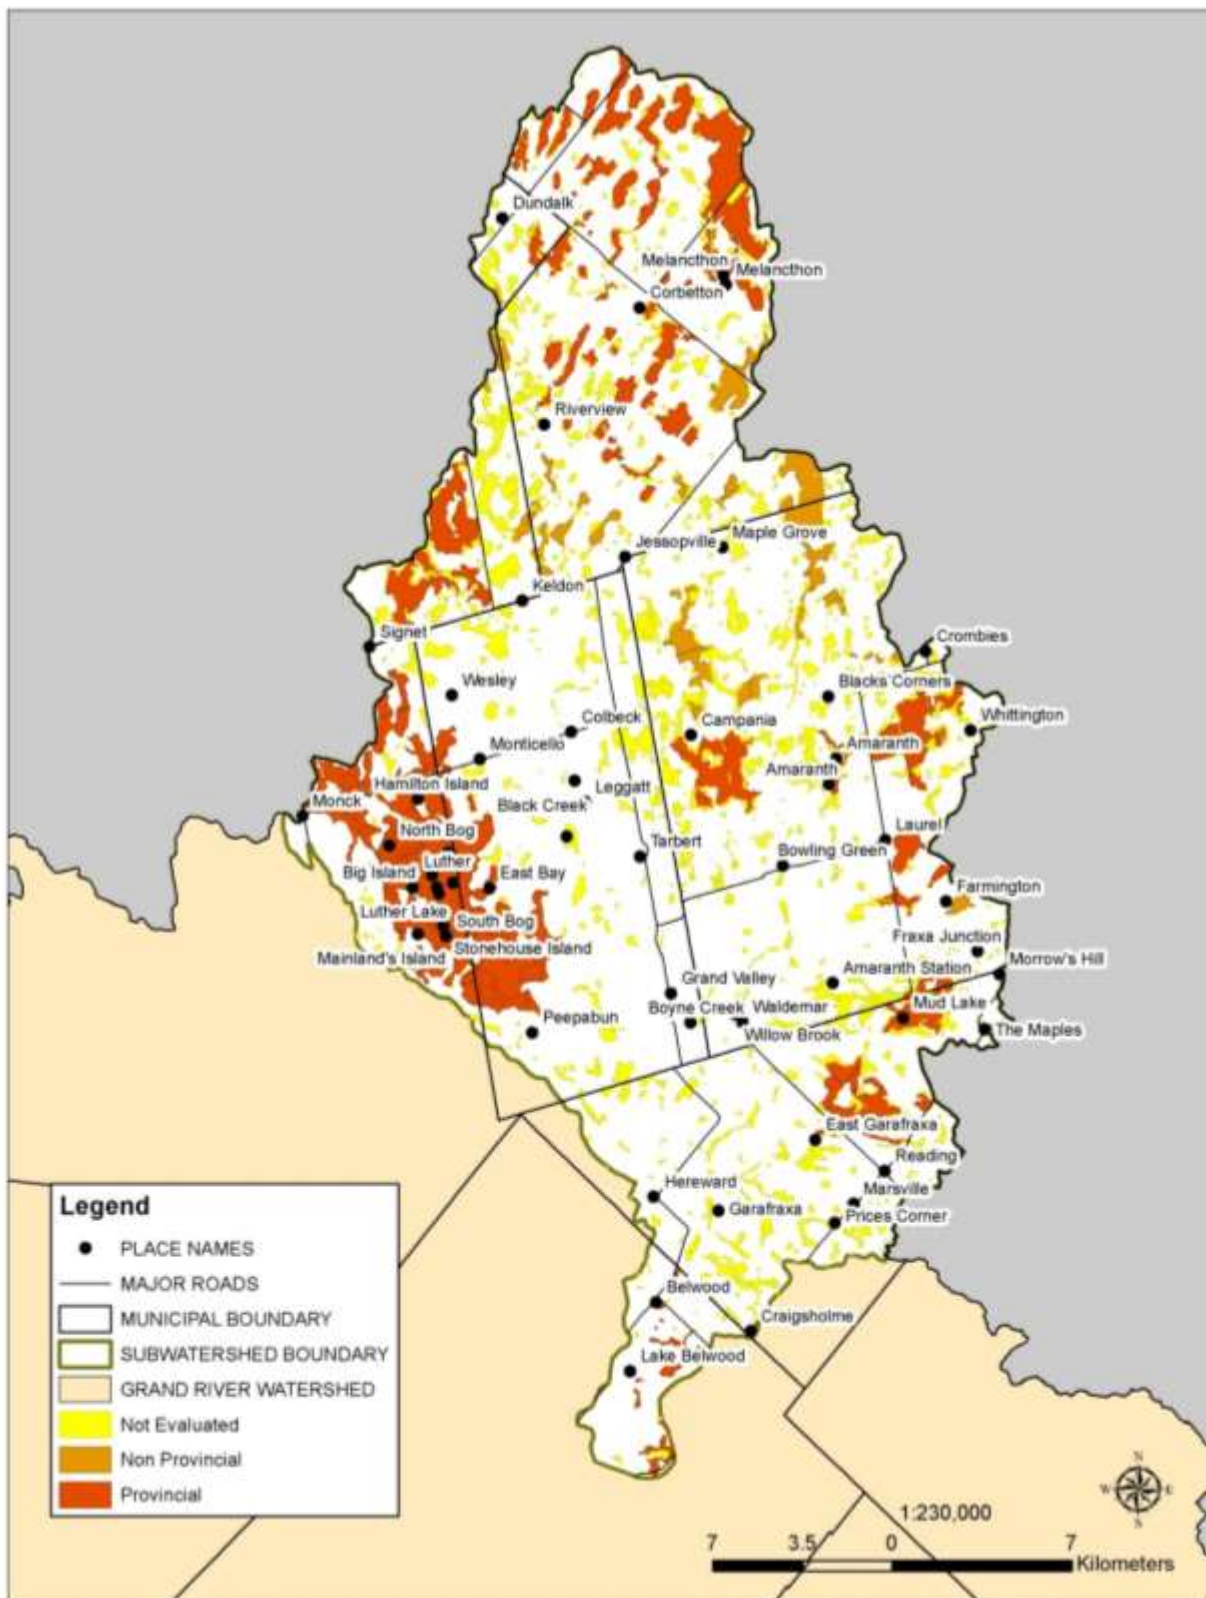 Dundalk
Melancthon
Melancthon
Corbetton
Riverview
Jessopville
Maple Grove
Keldon
Signet
Crombies
Wesley
Blacks Corners
Colbeck
Campania
Whittington
Monticello
Amaranth
Amaranth
Hamilton Island
Leggatt
Monck
Black Creek
North Bog
Tarbert
Laurel
Bowling Green
Luther
Big Island
East Bay
Farmington
Luther Lake
South Bog
Stonehouse Island
Mainland's Island
Fraxa Junction
Morrow's Hill
Amaranth Station
Grand Valley
Boyne Creek
Waldemar
Mud Lake
Peepabun
Willow Brook
The Maples
East Garafraxa
Reading
Hereward
Marsville
Garafraxa
Prices Corner
Belwood
Craigsholme
Lake Belwood
Legend
PLACE NAMES
MAJOR ROADS
MUNICIPAL BOUNDARY
SUBWATERSHED BOUNDARY
GRAND RIVER WATERSHED
Not Evaluated
Non Provincial
Provincial
N
W
E
S
1:230,000
7 3.5 0 7
Kilometers